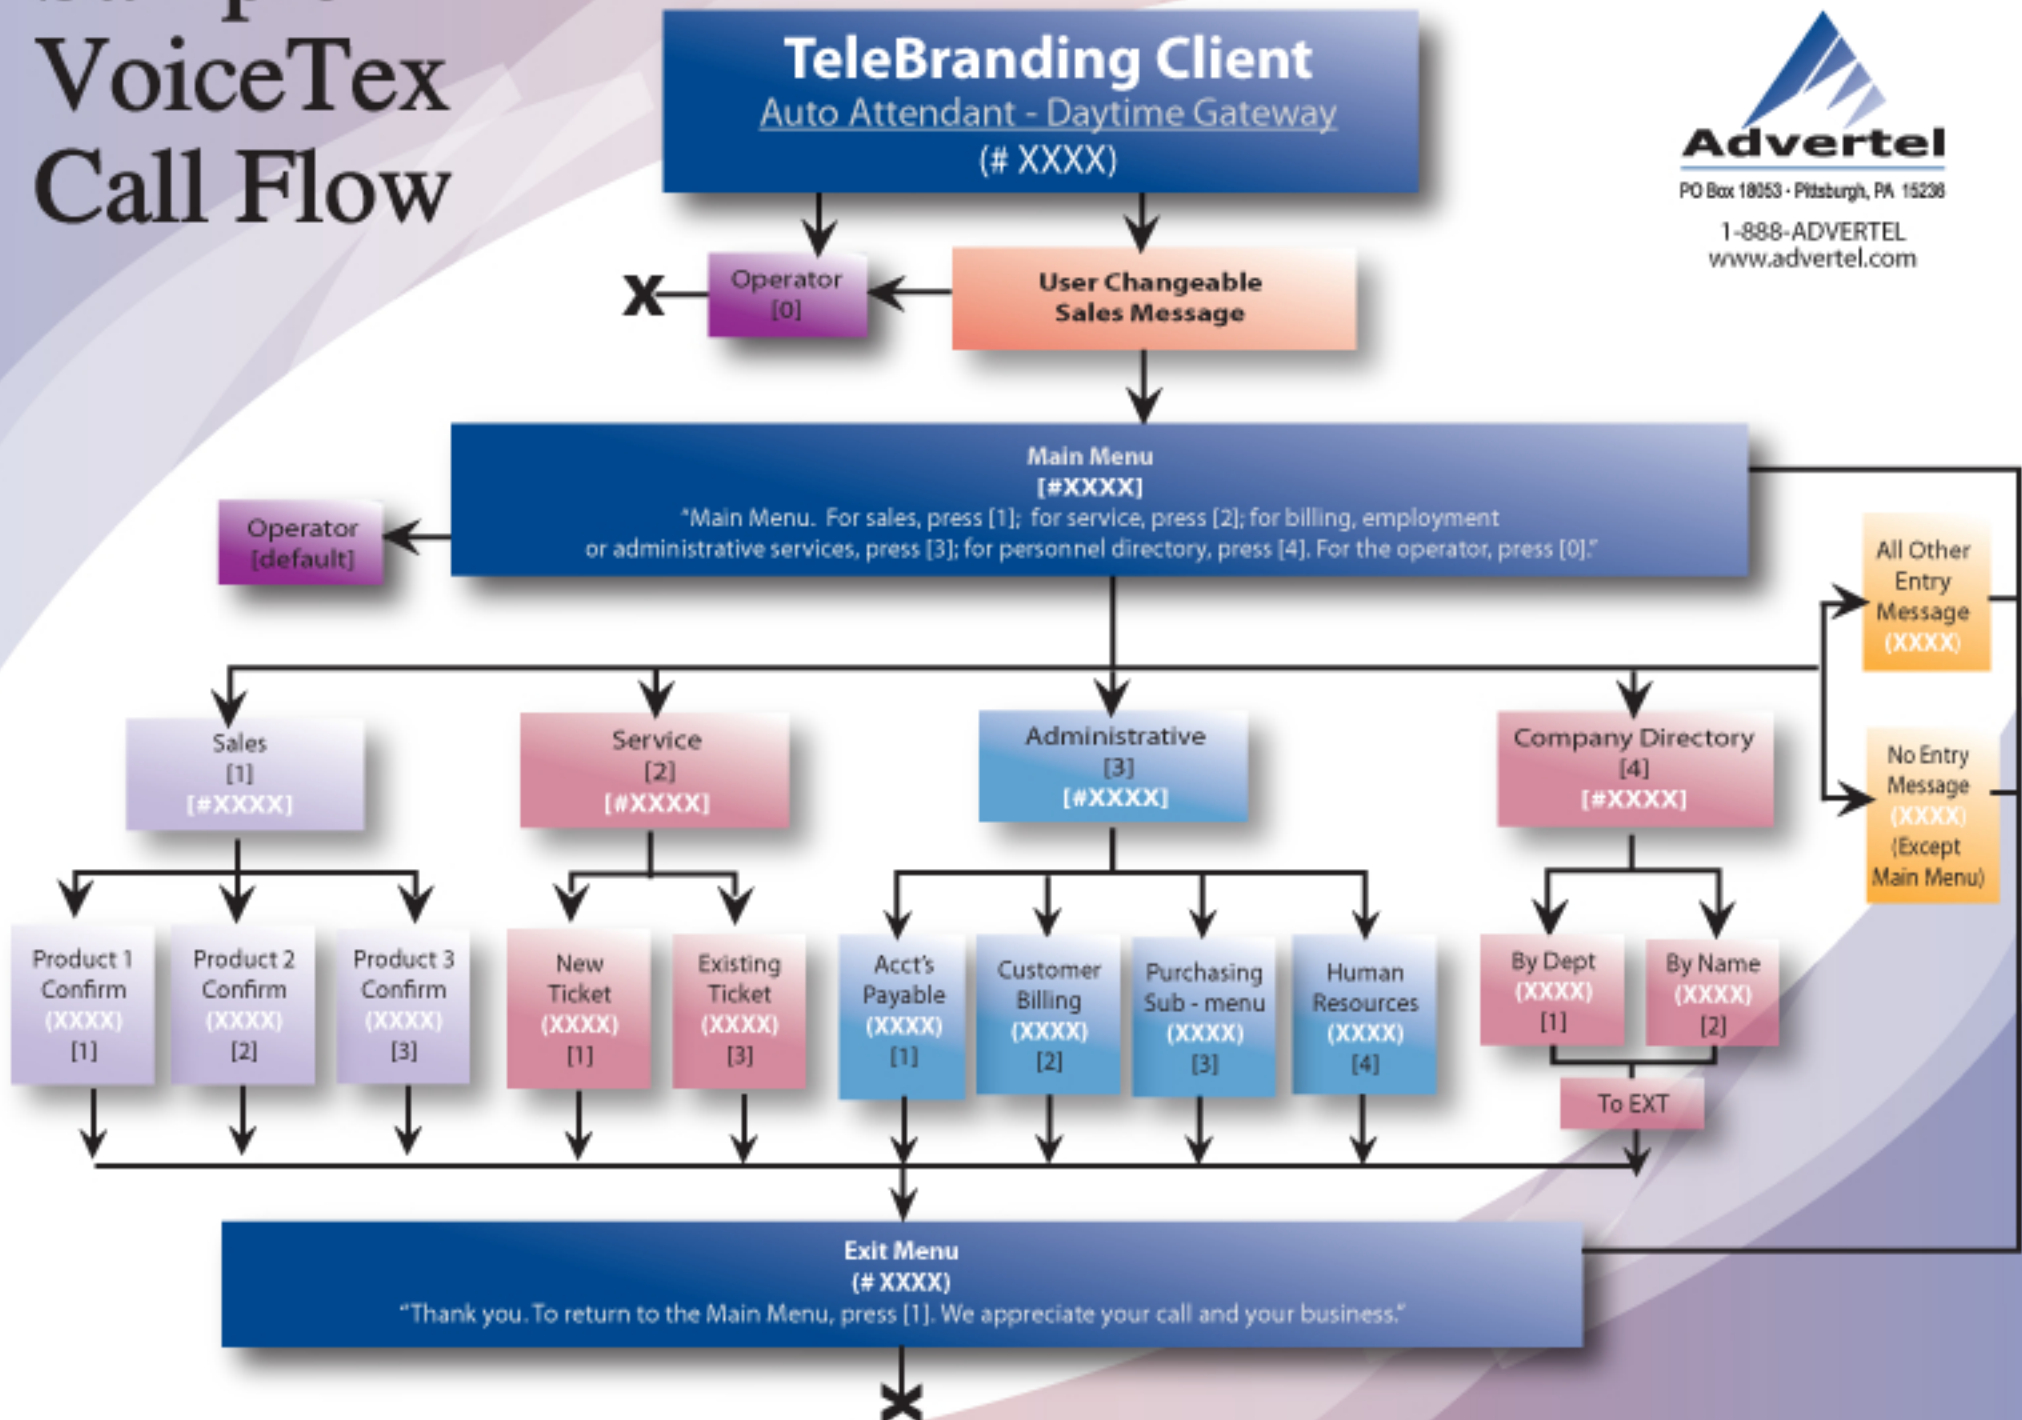 VoiceTex
Call Flow
TeleBranding Client
Auto Attendant - Daytime Gateway
(# XXXX)
Advertel
PO Box 18053 • Pittsburgh, PA 15236
1-888-ADVERTEL
www.advertel.com
X
Operator
[0]
User Changeable
Sales Message
Main Menu
[#XXXX]
"Main Menu. For sales, press [1]; for service, press [2]; for billing, employment
or administrative services, press [3]; for personnel directory, press [4]. For the operator, press [0]."
Operator
[default]
All Other
Entry
Message
(XXXX)
No Entry
Message
(XXXX)
(Except
Main Menu)
Sales
[1]
[#XXXX]
Service
[2]
[#XXXX]
Administrative
[3]
[#XXXX]
Company Directory
[4]
[#XXXX]
Product 1
Confirm
(XXXX)
[1]
Product 2
Confirm
(XXXX)
[2]
Product 3
Confirm
(XXXX)
[3]
New
Ticket
(XXXX)
[1]
Existing
Ticket
(XXXX)
[3]
Acct's
Payable
(XXXX)
[1]
Customer
Billing
(XXXX)
[2]
Purchasing
Sub - menu
(XXXX)
[3]
Human
Resources
(XXXX)
[4]
By Dept
(XXXX)
[1]
By Name
(XXXX)
[2]
To EXT
Exit Menu
(# XXXX)
"Thank you. To return to the Main Menu, press [1]. We appreciate your call and your business."
X